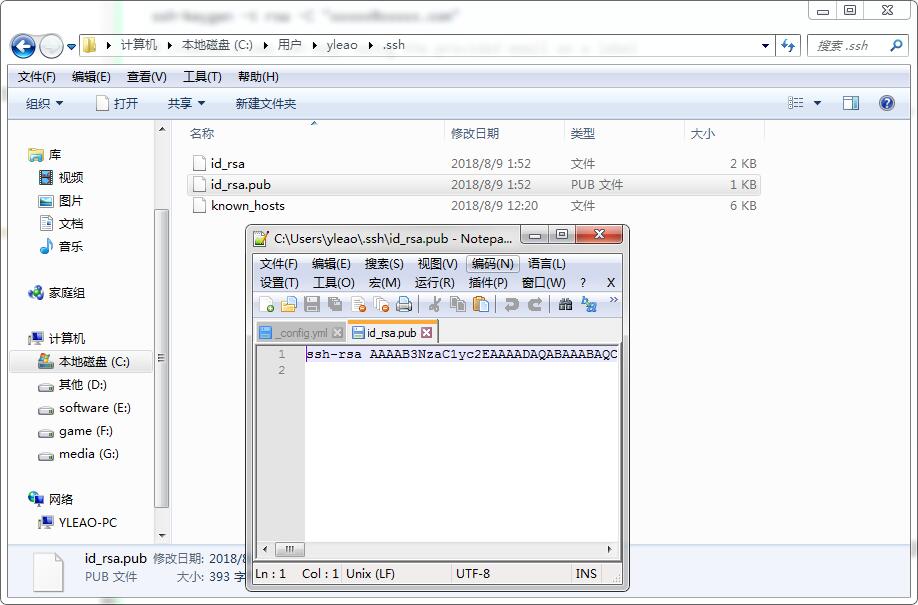 ssh-keygen -t rsa -C
the provided email as a label
计算机 本地磁盘 (C:) 用户 yleao .ssh
搜索 .ssh
文件(F) 编辑(E) 查看(V) 工具(T) 帮助(H)
组织 打开 共享 新建文件夹
名称 修改日期 类型 大小
id_rsa 2018/8/9 1:52 文件 2 KB
id_rsa.pub 2018/8/9 1:52 PUB 文件 1 KB
known_hosts 2018/8/9 12:20 文件 6 KB
库
视频
图片
文档
音乐
家庭组
计算机
本地磁盘 (C:)
其他 (D:)
software (E:)
game (F:)
media (G:)
网络
YLEAO-PC
C:\Users\yleao\.ssh\id_rsa.pub - Notepa...
文件(F) 编辑(E) 搜索(S) 视图(V) 编码(N) 语言(L)
设置(T) 工具(O) 宏(M) 运行(R) 插件(P) 窗口(W) ? X
_config.yml id_rsa.pub
1 ssh-rsa AAAAB3NzaC1yc2EAAAADAQABAAABAQC
2
Ln : 1 Col : 1 Unix (LF) UTF-8 INS
id_rsa.pub 修改日期: 2018/8/
PUB 文件 大小: 393 字